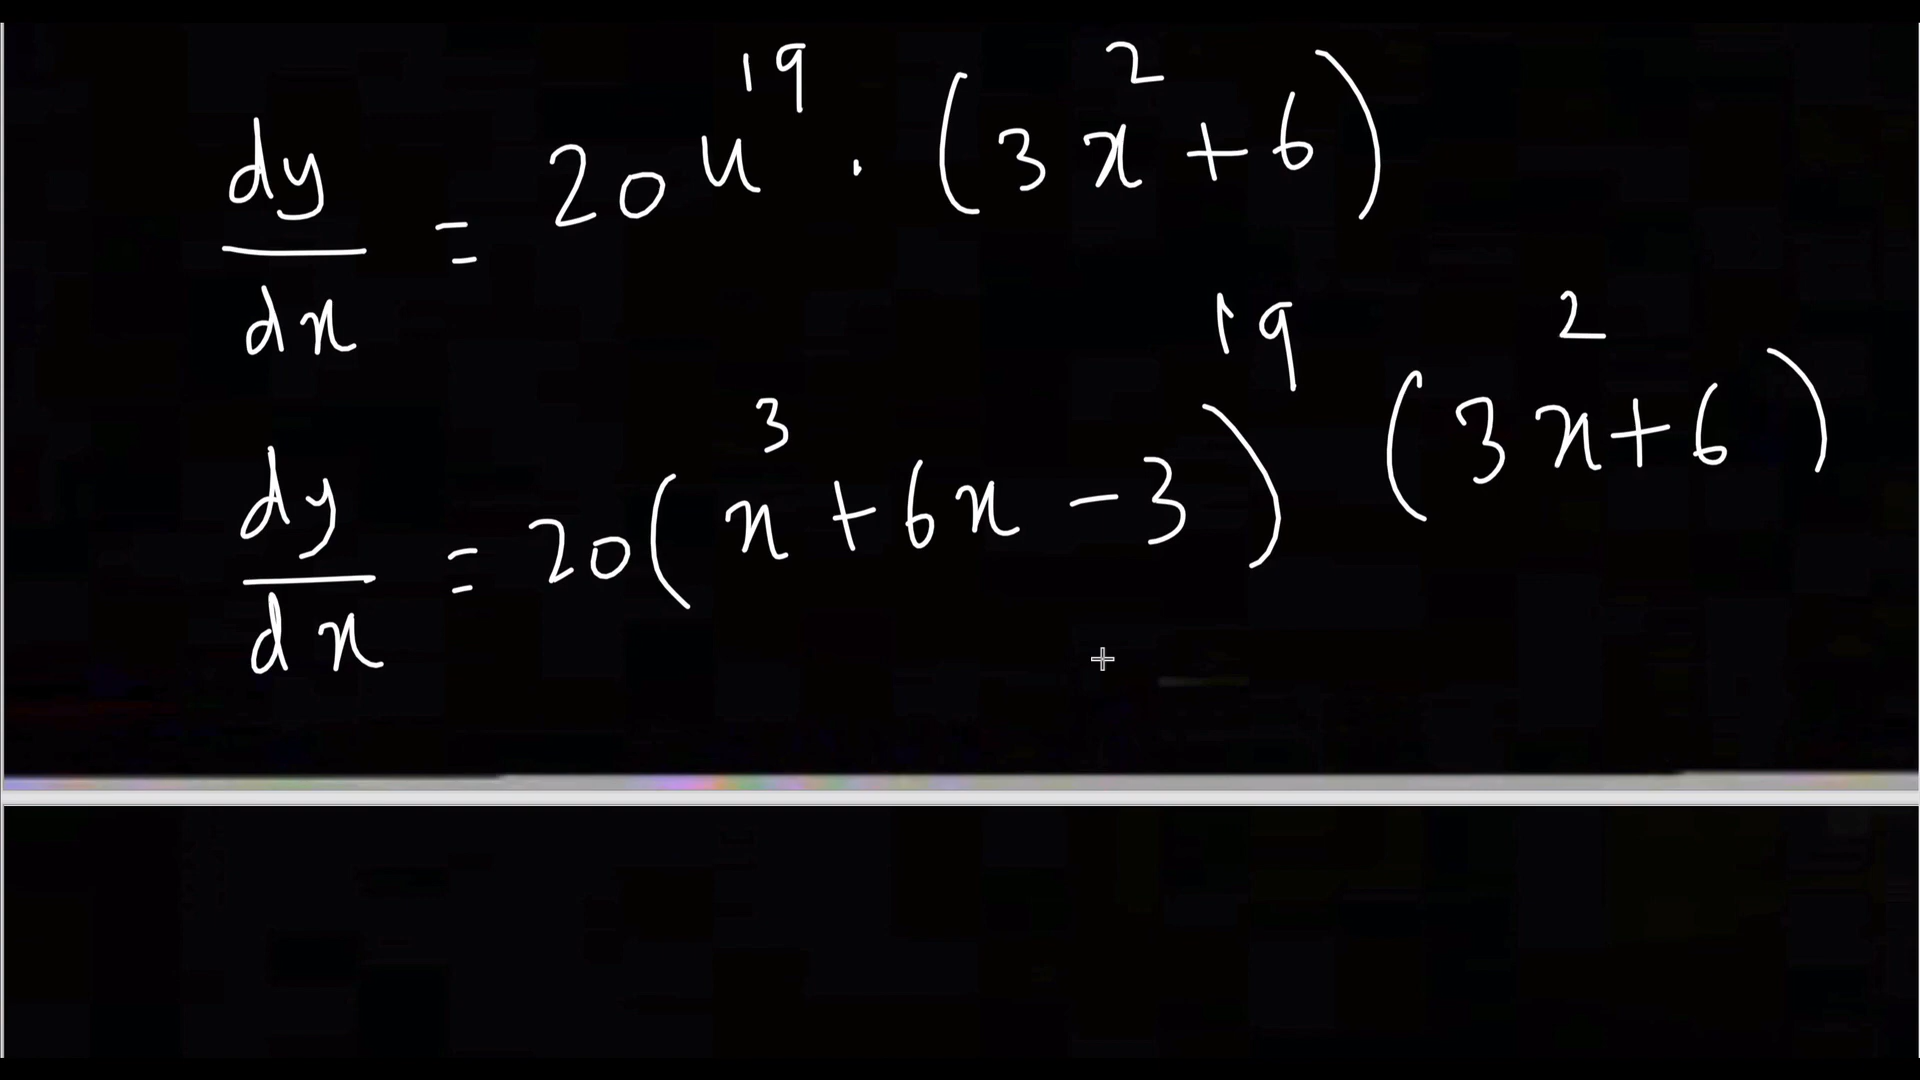 dy/dx = 20u^19 . (3x^2 + 6)
dy/dx = 20(x^3 + 6x - 3)^19 (3x^2 + 6)